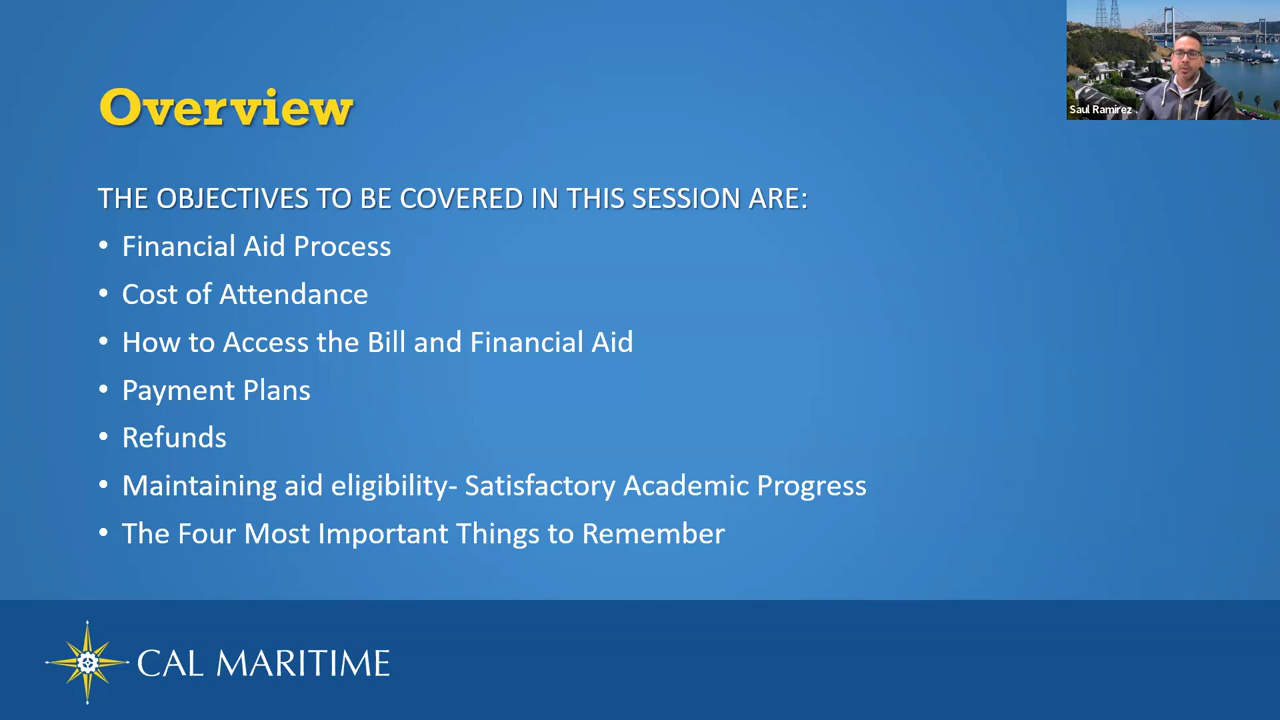 Overview
Saul Ramirez
THE OBJECTIVES TO BE COVERED IN THIS SESSION ARE:
• Financial Aid Process
• Cost of Attendance
• How to Access the Bill and Financial Aid
• Payment Plans
• Refunds
• Maintaining aid eligibility- Satisfactory Academic Progress
• The Four Most Important Things to Remember
CAL MARITIME